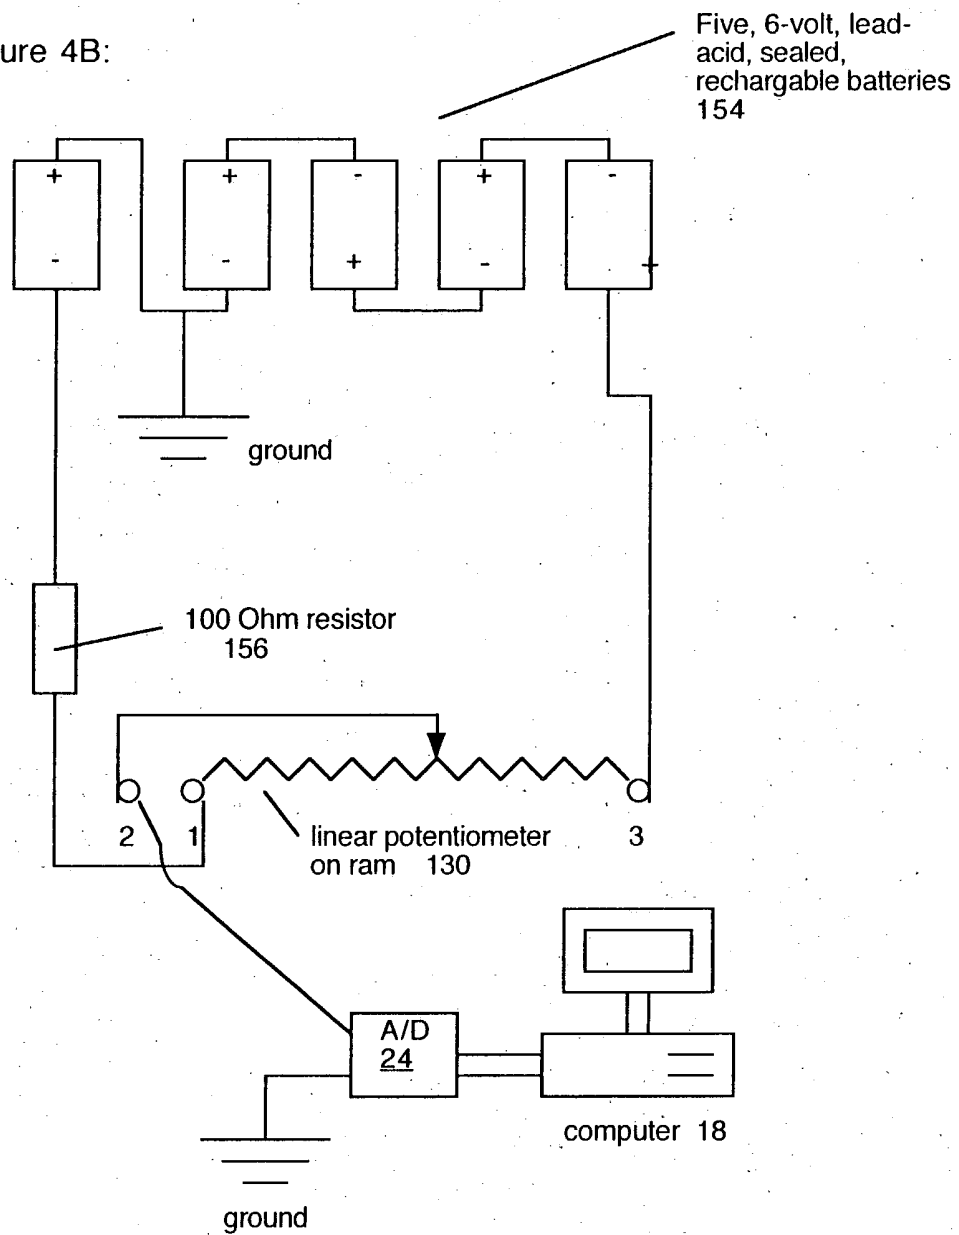 ure 4B:
Five, 6-volt, lead-
acid, sealed,
rechargable batteries
154
+ + - + -
- - + - +
ground
100 Ohm resistor
156
2 1 3
linear potentiometer
on ram 130
A/D
24
computer 18
ground